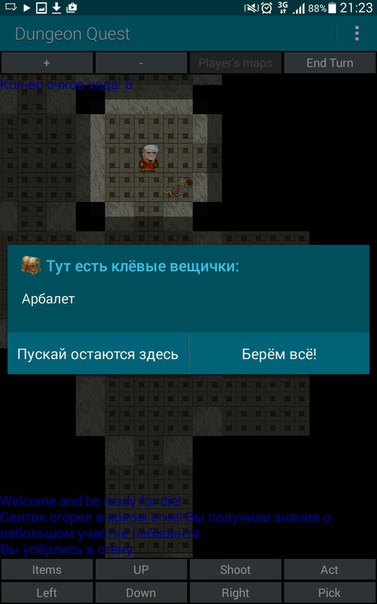 3G 88% 21:23
Dungeon Quest
+ - Player's maps End Turn
Кол-во очков хода: 6
Тут есть клёвые вещички:
Арбалет
Пускай остаются здесь Берём всё!
Welcome and be ready for die!
Свиток сгорел в ярком огне! Вы получили знания о
небольшом участке лабиринта
Вы упёрлись в стену.
Items UP Shoot Act
Left Down Right Pick